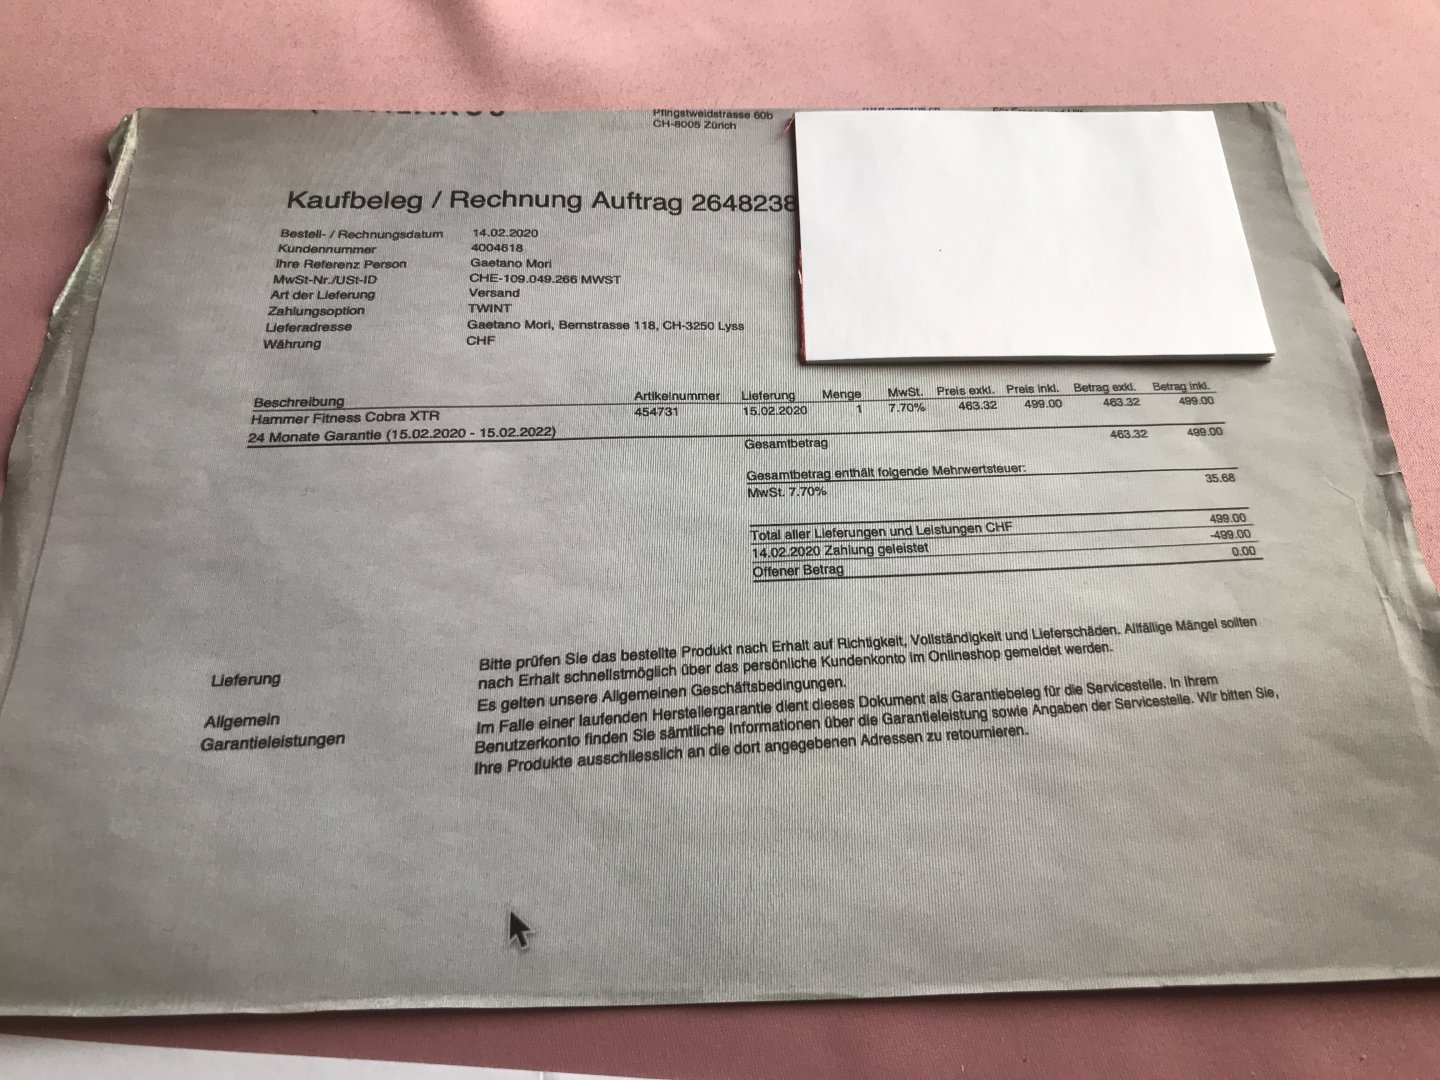 Pfingstweidstrasse 60b
CH-8005 Zürich
Kaufbeleg / Rechnung Auftrag 2648238
Bestell- / Rechnungsdatum 14.02.2020
Kundennummer 4004618
Ihre Referenz Person Gaetano Mori
MwSt-Nr./USt-ID CHE-109.049.266 MWST
Art der Lieferung Versand
Zahlungsoption TWINT
Lieferadresse Gaetano Mori, Bernstrasse 118, CH-3250 Lyss
Währung CHF
Beschreibung Artikelnummer Lieferung Menge MwSt. Preis exkl. Preis inkl. Betrag exkl. Betrag inkl.
Hammer Fitness Cobra XTR 454731 15.02.2020 1 7.70% 463.32 499.00 463.32 499.00
24 Monate Garantie (15.02.2020 - 15.02.2022)
Gesamtbetrag 463.32 499.00
Gesamtbetrag enthält folgende Mehrwertsteuer:
MwSt. 7.70% 35.68
Total aller Lieferungen und Leistungen CHF 499.00
14.02.2020 Zahlung geleistet -499.00
Offener Betrag 0.00
Lieferung Bitte prüfen Sie das bestellte Produkt nach Erhalt auf Richtigkeit, Vollständigkeit und Lieferschäden. Allfällige Mängel sollten
nach Erhalt schnellstmöglich über das persönliche Kundenkonto im Onlineshop gemeldet werden.
Allgemein Es gelten unsere Allgemeinen Geschäftsbedingungen.
Garantieleistungen Im Falle einer laufenden Herstellergarantie dient dieses Dokument als Garantiebeleg für die Servicestelle. In Ihrem
Benutzerkonto finden Sie sämtliche Informationen über die Garantieleistung sowie Angaben der Servicestelle. Wir bitten Sie,
Ihre Produkte ausschliesslich an die dort angegebenen Adressen zu retournieren.